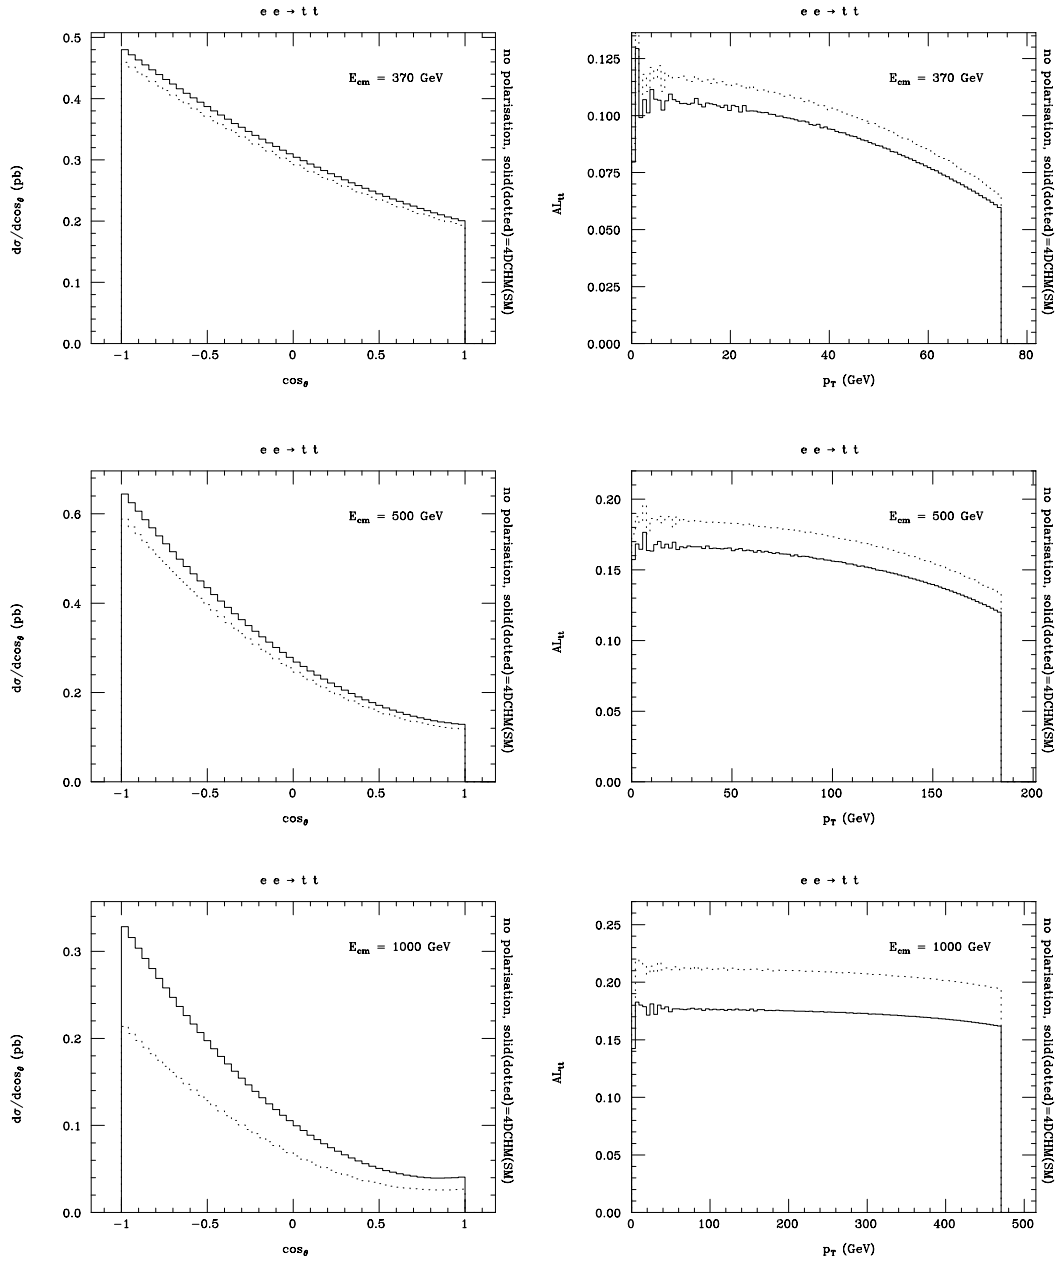 e e → t t
dσ/dcosθ (pb)
0.5
0.4
0.3
0.2
0.1
0.0
E_cm = 370 GeV
−1
−0.5
0
0.5
1
cosθ
no polarisation, solid(dotted)=4DCHM(SM)
e e → t t
AL_tt
0.125
0.100
0.075
0.050
0.025
0.000
E_cm = 370 GeV
0
20
40
60
80
p_T (GeV)
no polarisation, solid(dotted)=4DCHM(SM)
e e → t t
dσ/dcosθ (pb)
0.6
0.4
0.2
0.0
E_cm = 500 GeV
−1
−0.5
0
0.5
1
cosθ
no polarisation, solid(dotted)=4DCHM(SM)
e e → t t
AL_tt
0.20
0.15
0.10
0.05
0.00
E_cm = 500 GeV
0
50
100
150
200
p_T (GeV)
no polarisation, solid(dotted)=4DCHM(SM)
e e → t t
dσ/dcosθ (pb)
0.3
0.2
0.1
0.0
E_cm = 1000 GeV
−1
−0.5
0
0.5
1
cosθ
no polarisation, solid(dotted)=4DCHM(SM)
e e → t t
AL_tt
0.25
0.20
0.15
0.10
0.05
0.00
E_cm = 1000 GeV
0
100
200
300
400
500
p_T (GeV)
no polarisation, solid(dotted)=4DCHM(SM)